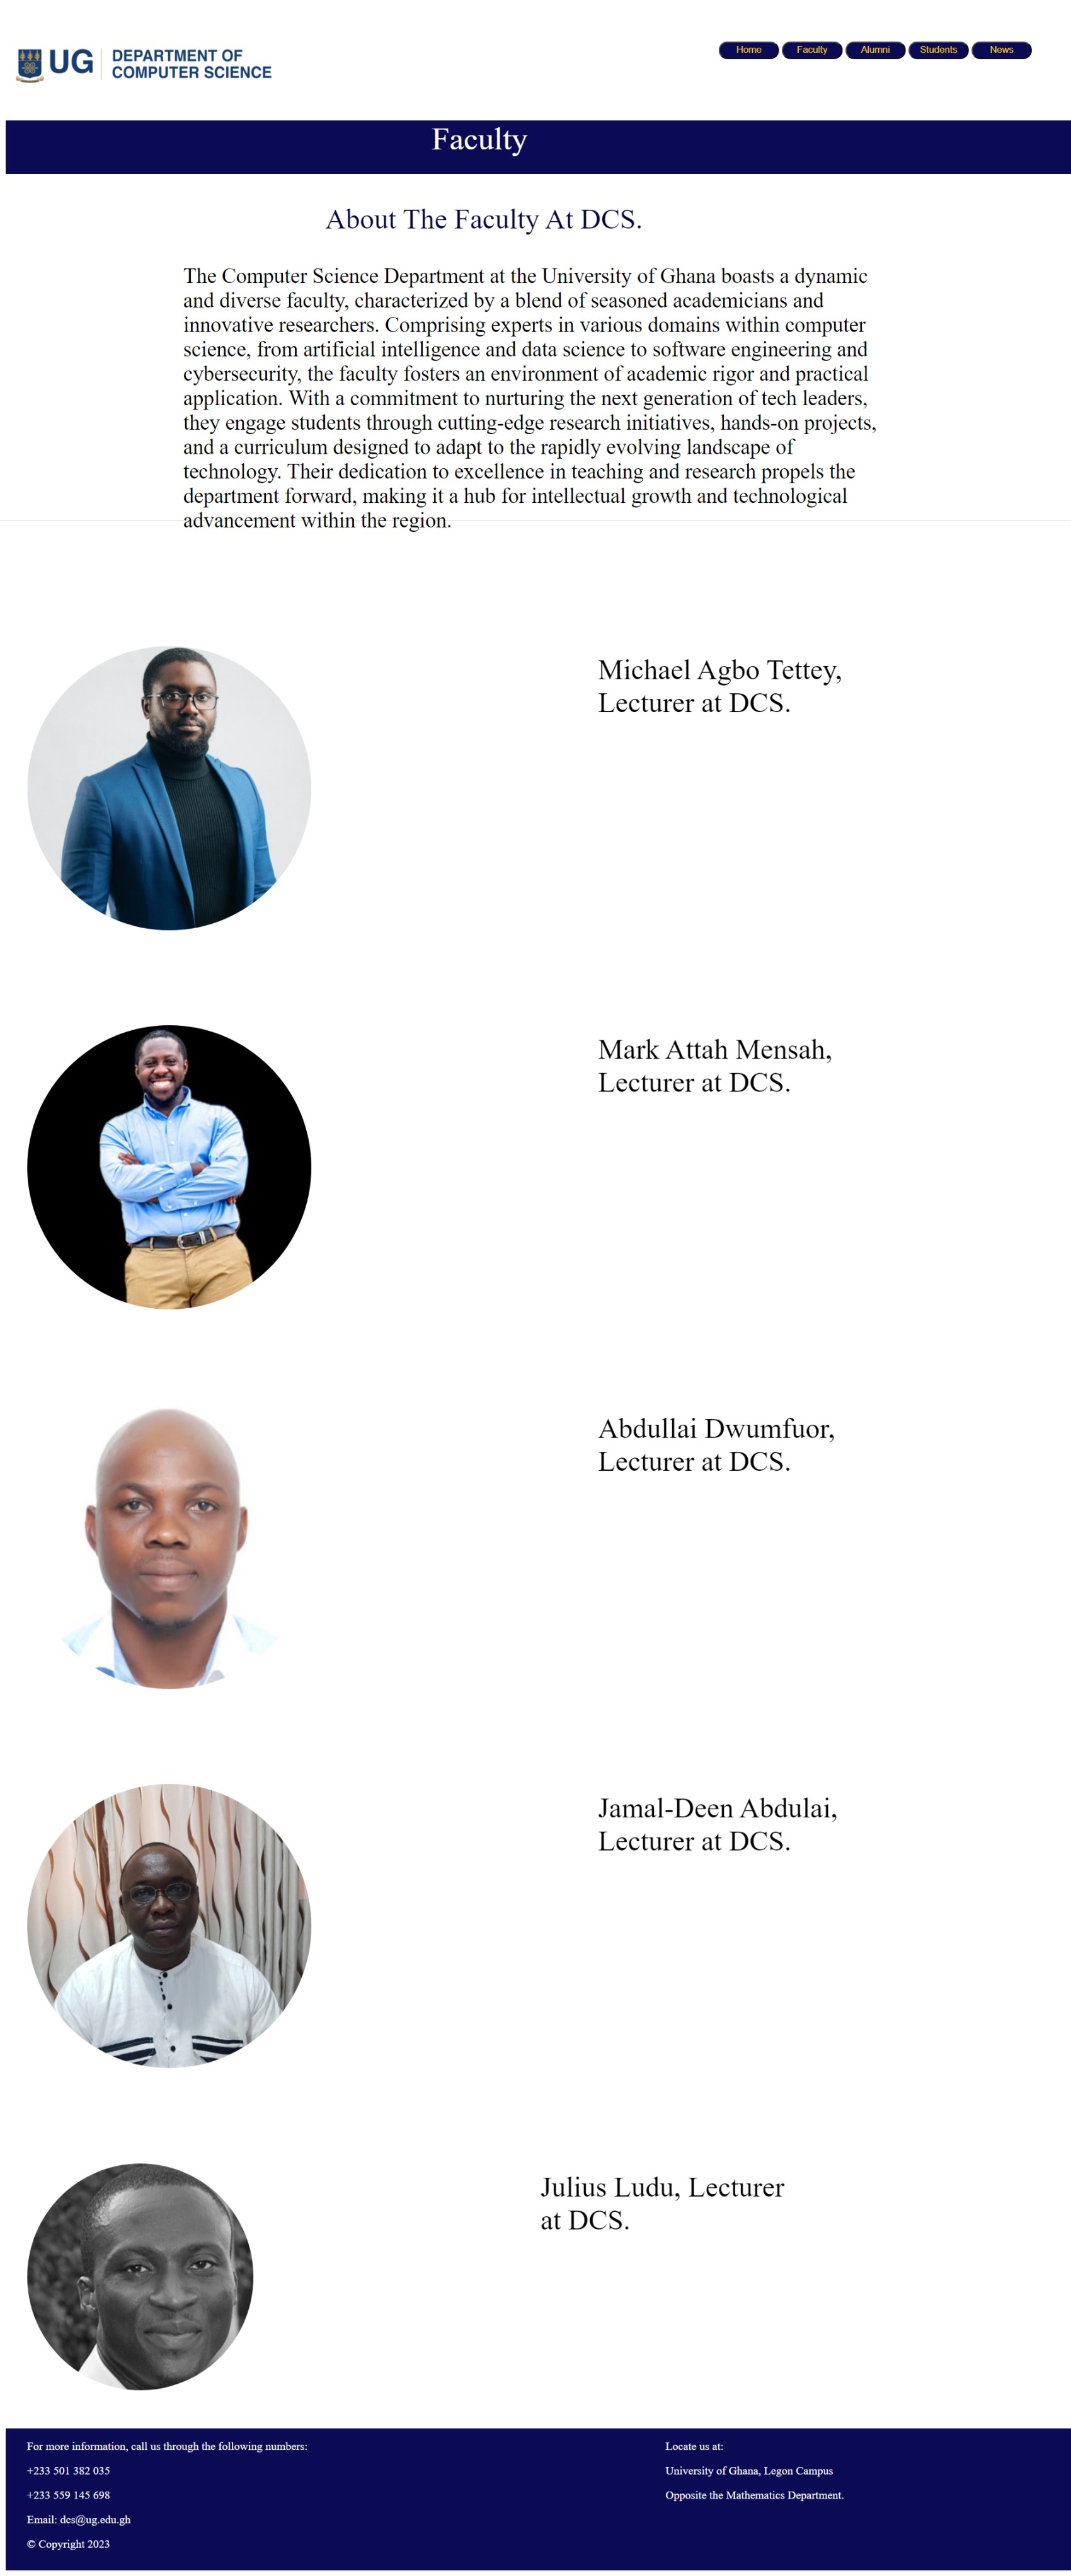 UG
DEPARTMENT OF
COMPUTER SCIENCE
Home
Faculty
Alumni
Students
News
Faculty
About The Faculty At DCS.
The Computer Science Department at the University of Ghana boasts a dynamic
and diverse faculty, characterized by a blend of seasoned academicians and
innovative researchers. Comprising experts in various domains within computer
science, from artificial intelligence and data science to software engineering and
cybersecurity, the faculty fosters an environment of academic rigor and practical
application. With a commitment to nurturing the next generation of tech leaders,
they engage students through cutting-edge research initiatives, hands-on projects,
and a curriculum designed to adapt to the rapidly evolving landscape of
technology. Their dedication to excellence in teaching and research propels the
department forward, making it a hub for intellectual growth and technological
advancement within the region.
Michael Agbo Tettey,
Lecturer at DCS.
Mark Attah Mensah,
Lecturer at DCS.
Abdullai Dwumfuor,
Lecturer at DCS.
Jamal-Deen Abdulai,
Lecturer at DCS.
Julius Ludu, Lecturer
at DCS.
For more information, call us through the following numbers:
+233 501 382 035
+233 559 145 698
Email: dcs@ug.edu.gh
© Copyright 2023
Locate us at:
University of Ghana, Legon Campus
Opposite the Mathematics Department.